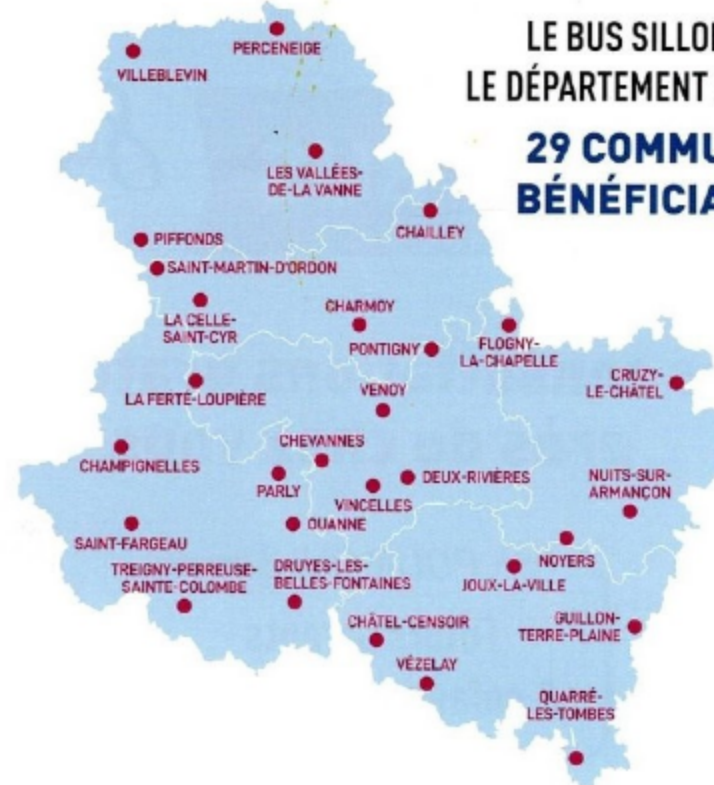 LE BUS SILLO
LE DÉPARTEMENT
29 COMMU
BÉNÉFICIA
PERCENEIGE
VILLEBLEVIN
LES VALLÉES-
DE-LA VANNE
CHAILLEY
PIFFONDS
SAINT-MARTIN-D'ORDON
LA CELLE-
SAINT-CYR
CHARMOY
PONTIGNY
FLOGNY-
LA-CHAPELLE
CRUZY-
LE-CHÂTEL
LA FERTÉ-LOUPIÈRE
VENOY
CHEVANNES
CHAMPIGNELLES
PARLY
DEUX-RIVIÈRES
VINCELLES
NUITS-SUR-
ARMANÇON
OUANNE
SAINT-FARGEAU
NOYERS
TREIGNY-PERREUSE-
SAINTE-COLOMBE
DRUYES-LES-
BELLES-FONTAINES
JOUX-LA-VILLE
CHÂTEL-CENSOIR
GUILLON-
TERRE-PLAINE
VÉZELAY
QUARRÉ-
LES-TOMBES